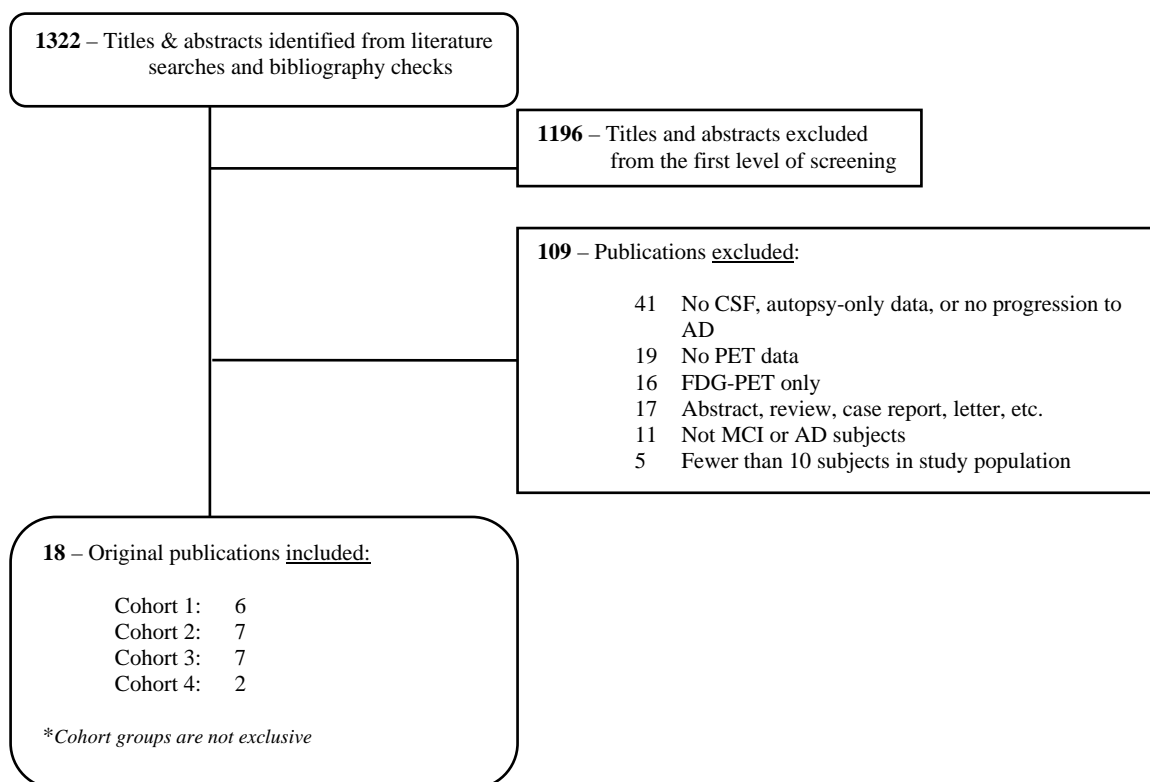 1322 – Titles & abstracts identified from literature
searches and bibliography checks
1196 – Titles and abstracts excluded
from the first level of screening
109 – Publications excluded:
41 No CSF, autopsy-only data, or no progression to
AD
19 No PET data
16 FDG-PET only
17 Abstract, review, case report, letter, etc.
11 Not MCI or AD subjects
5 Fewer than 10 subjects in study population
18 – Original publications included:
Cohort 1: 6
Cohort 2: 7
Cohort 3: 7
Cohort 4: 2
*Cohort groups are not exclusive